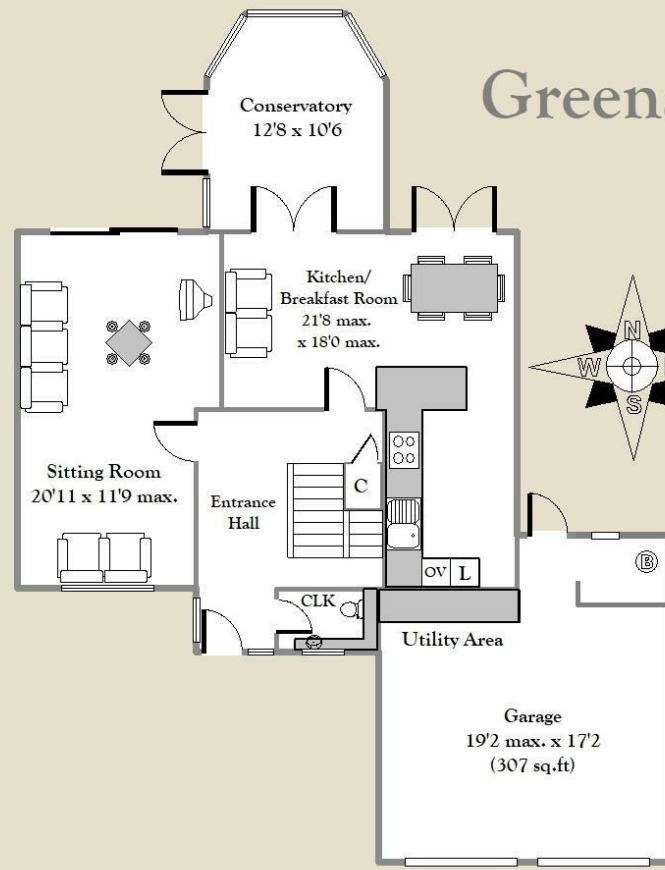 Greens
Conservatory
12'8 x 10'6
Kitchen/
Breakfast Room
21'8 max.
x 18'0 max.
N
W
S
Sitting Room
20'11 x 11'9 max.
Entrance
Hall
C
OV L
B
CLK
Utility Area
Garage
19'2 max. x 17'2
(307 sq.ft)